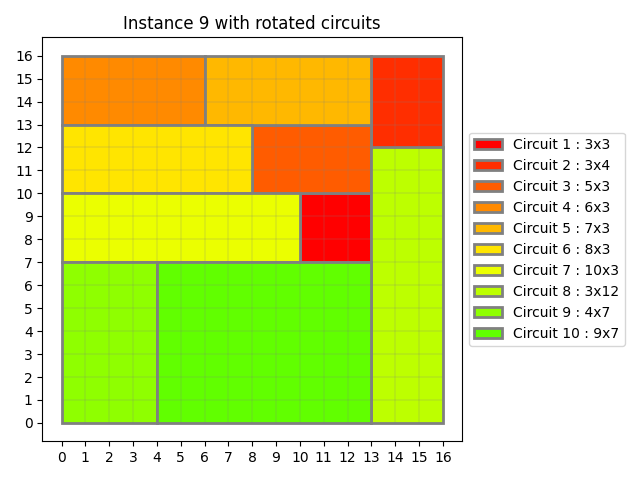 Instance 9 with rotated circuits
16
15
14
13
12
11
10
9
8
7
6
5
4
3
2
1
0
0 1 2 3 4 5 6 7 8 9 10 11 12 13 14 15 16
Circuit 1 : 3x3
Circuit 2 : 3x4
Circuit 3 : 5x3
Circuit 4 : 6x3
Circuit 5 : 7x3
Circuit 6 : 8x3
Circuit 7 : 10x3
Circuit 8 : 3x12
Circuit 9 : 4x7
Circuit 10 : 9x7